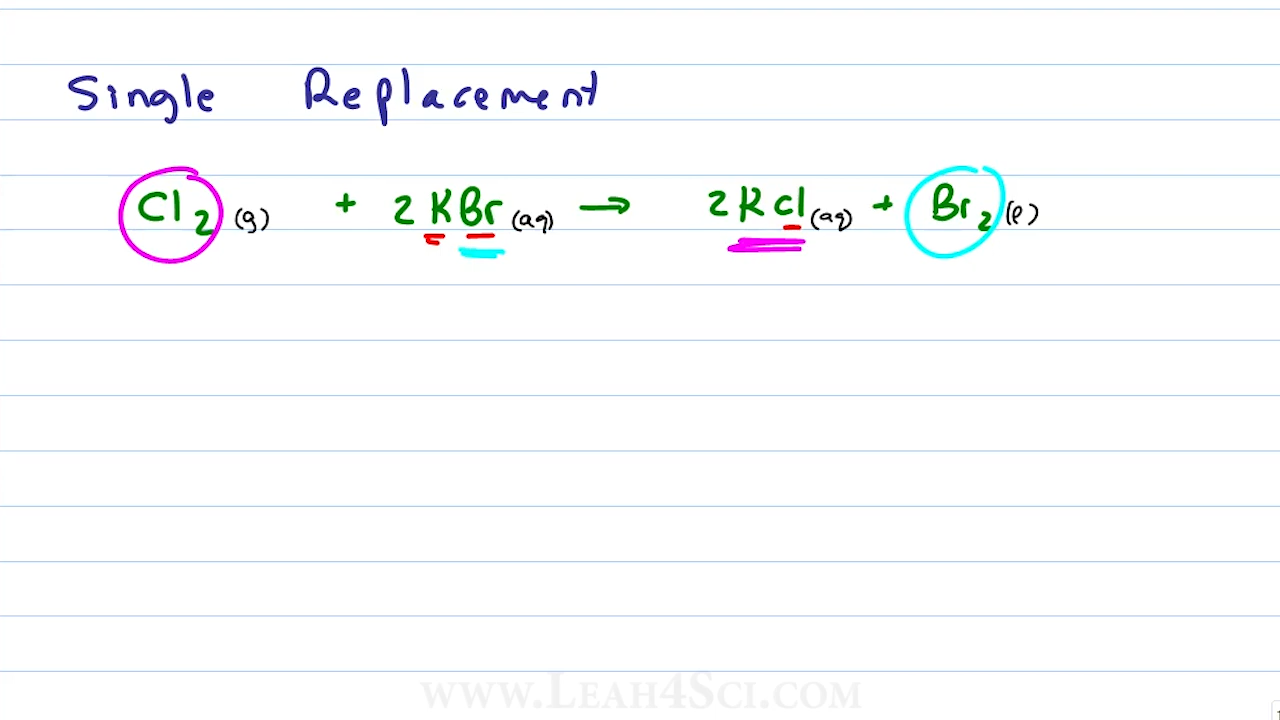 Single Replacement
Cl₂ (g) + 2 KBr (aq) → 2 KCl (aq) + Br₂ (l)
www.Leah4Sci.com